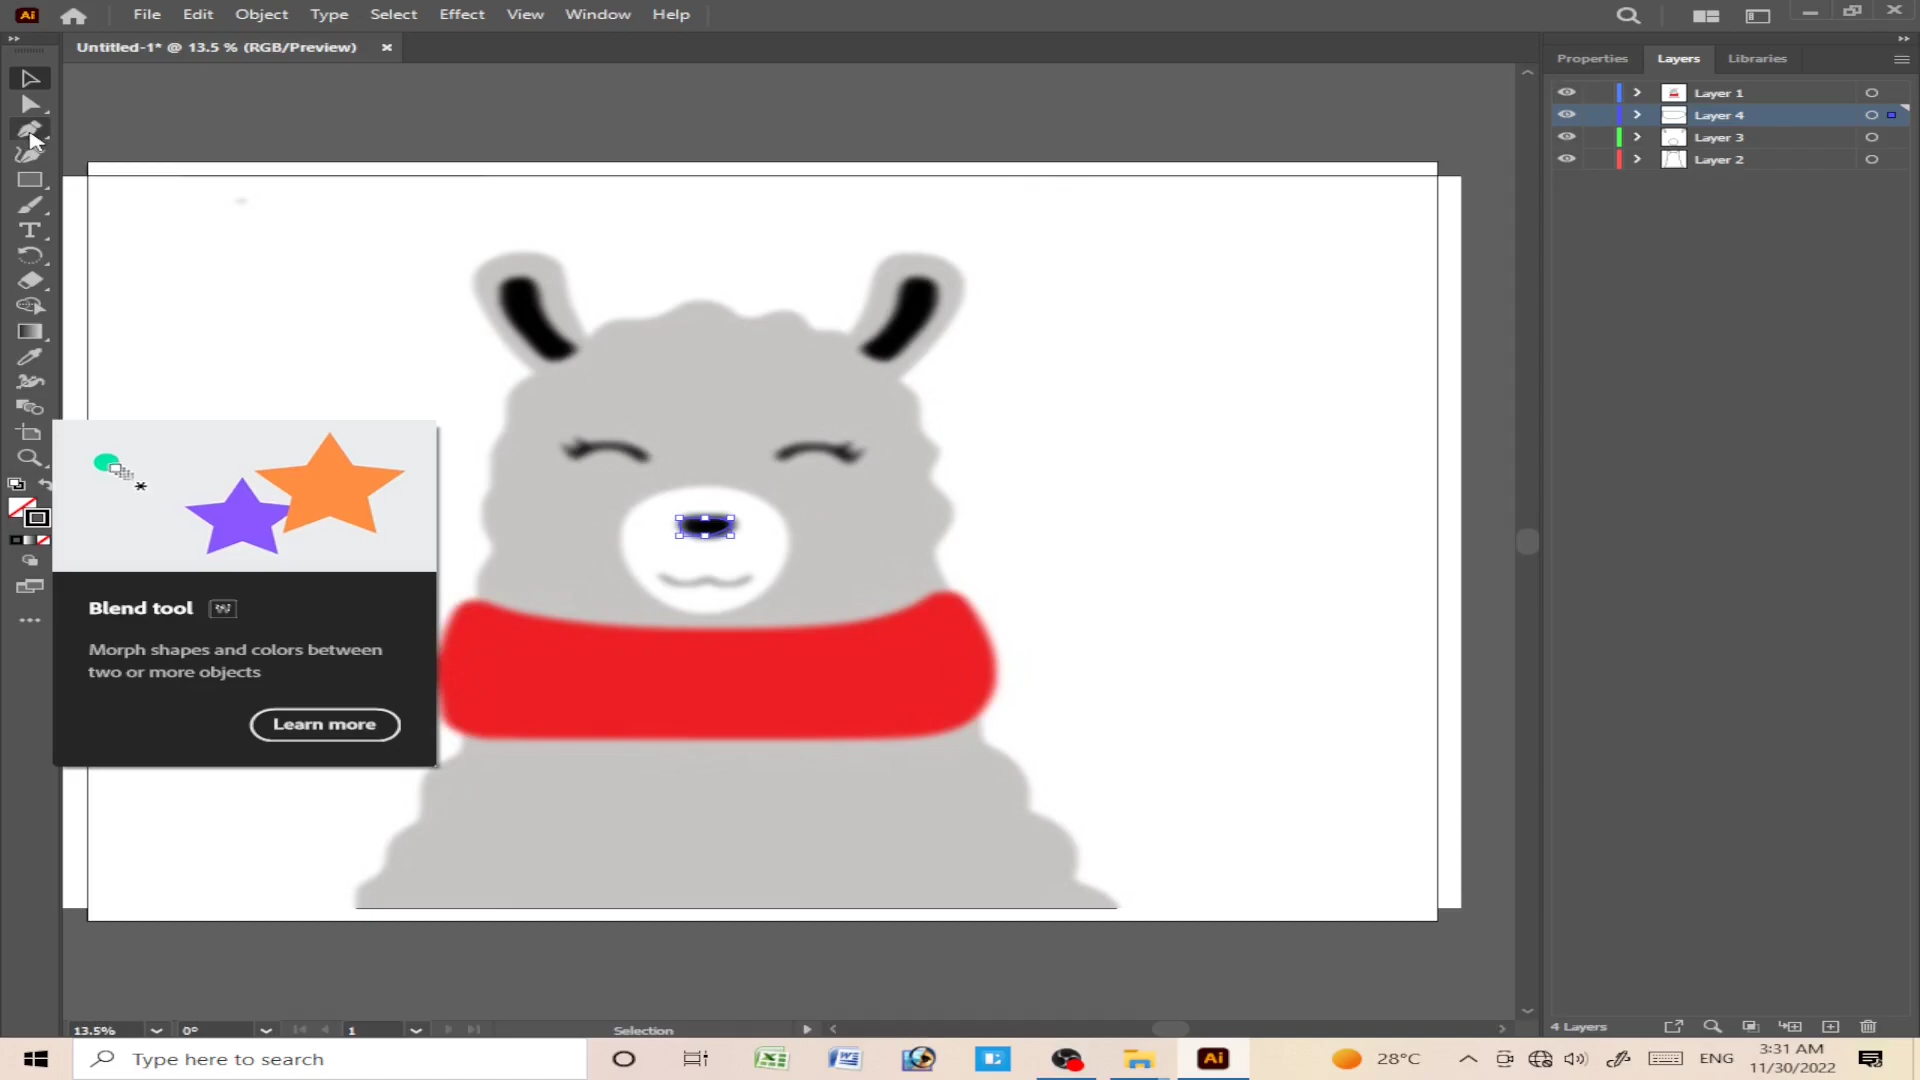 Ai File Edit Object Type Select Effect View Window Help
Untitled-1* @ 13.5 % (RGB/Preview)
Properties Layers Libraries
Layer 1
Layer 4
Layer 3
Layer 2
T
Blend tool
Morph shapes and colors between
two or more objects
Learn more
13.5% 0° 1 Selection
4 Layers
Type here to search
Ai
28°C
ENG
3:31 AM
11/30/2022